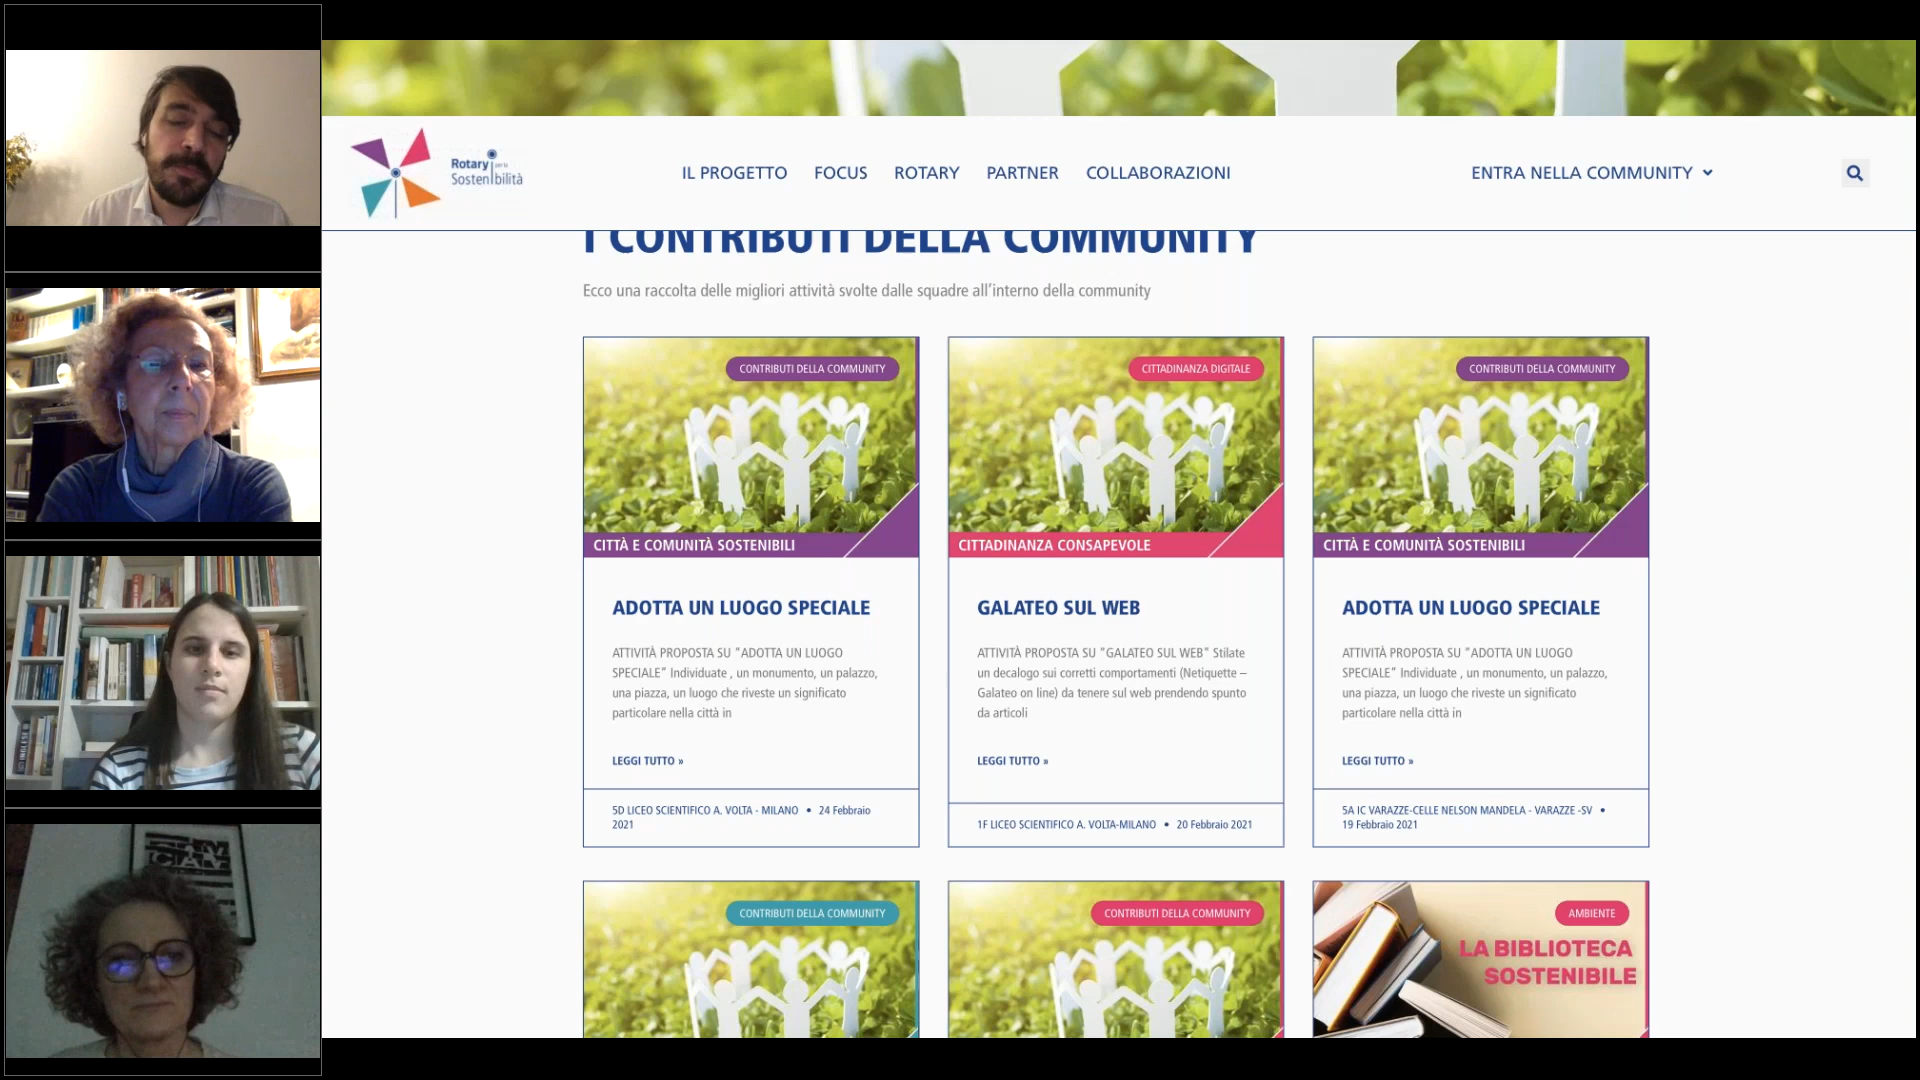 Rotary per la
Sostenibilità
IL PROGETTO
FOCUS
ROTARY
PARTNER
COLLABORAZIONI
ENTRA NELLA COMMUNITY
I CONTRIBUTI DELLA COMMUNITY
Ecco una raccolta delle migliori attività svolte dalle squadre all’interno della community
CONTRIBUTI DELLA COMMUNITY
CITTÀ E COMUNITÀ SOSTENIBILI
ADOTTA UN LUOGO SPECIALE
ATTIVITÀ PROPOSTA SU “ADOTTA UN LUOGO
SPECIALE” Individuate , un monumento, un palazzo,
una piazza, un luogo che riveste un significato
particolare nella città in
LEGGI TUTTO »
5D LICEO SCIENTIFICO A. VOLTA - MILANO • 24 Febbraio
2021
CITTADINANZA DIGITALE
CITTADINANZA CONSAPEVOLE
GALATEO SUL WEB
ATTIVITÀ PROPOSTA SU "GALATEO SUL WEB" Stilate
un decalogo sui corretti comportamenti (Netiquette –
Galateo on line) da tenere sul web prendendo spunto
da articoli
LEGGI TUTTO »
1F LICEO SCIENTIFICO A. VOLTA-MILANO • 20 Febbraio 2021
CONTRIBUTI DELLA COMMUNITY
CITTÀ E COMUNITÀ SOSTENIBILI
ADOTTA UN LUOGO SPECIALE
ATTIVITÀ PROPOSTA SU “ADOTTA UN LUOGO
SPECIALE” Individuate , un monumento, un palazzo,
una piazza, un luogo che riveste un significato
particolare nella città in
LEGGI TUTTO »
5A IC VARAZZE-CELLE NELSON MANDELA - VARAZZE -SV •
19 Febbraio 2021
CONTRIBUTI DELLA COMMUNITY
CONTRIBUTI DELLA COMMUNITY
AMBIENTE
LA BIBLIOTECA
SOSTENIBILE